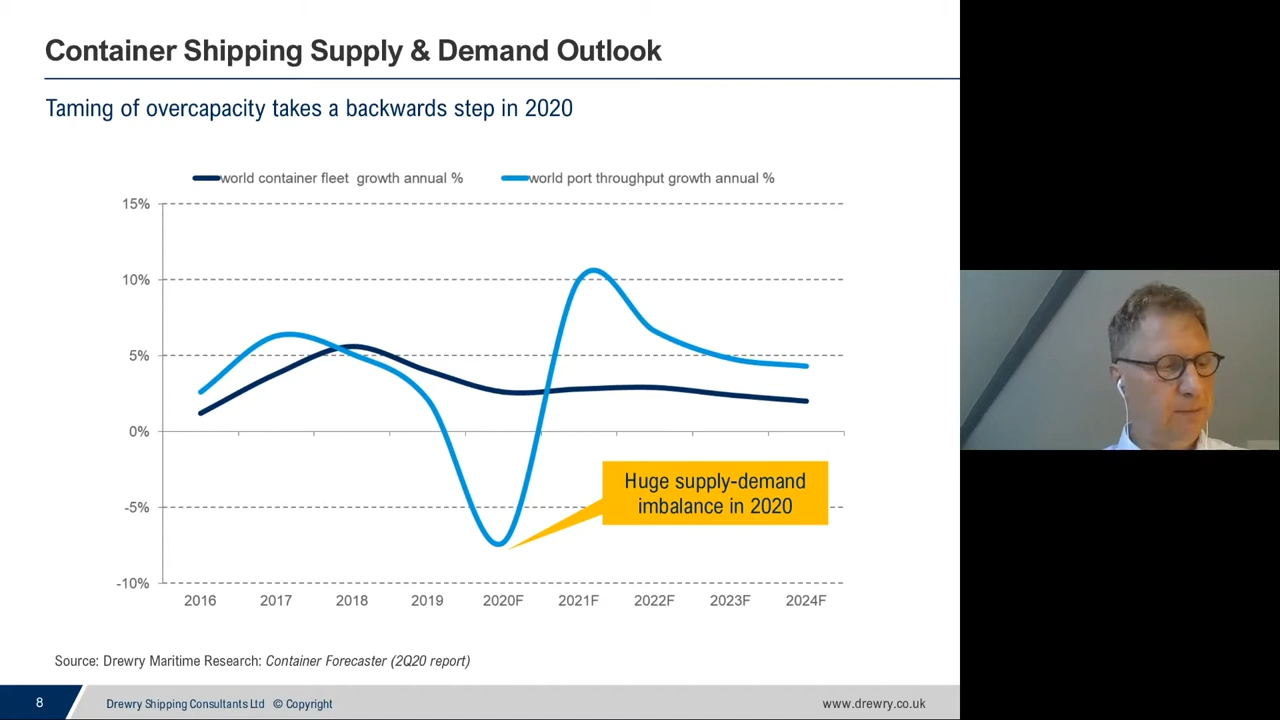 Container Shipping Supply & Demand Outlook
Taming of overcapacity takes a backwards step in 2020
world container fleet growth annual %
world port throughput growth annual %
15%
10%
5%
0%
-5%
-10%
Huge supply-demand
imbalance in 2020
2016 2017 2018 2019 2020F 2021F 2022F 2023F 2024F
Source: Drewry Maritime Research: Container Forecaster (2Q20 report)
8 Drewry Shipping Consultants Ltd © Copyright www.drewry.co.uk